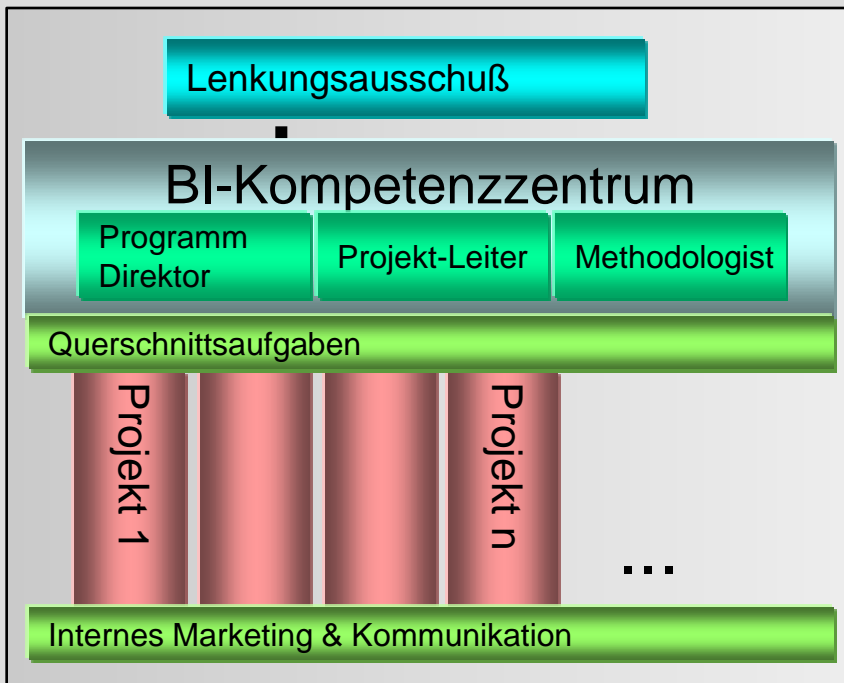 Lenkungsausschuß
BI-Kompetenzzentrum
Programm
Direktor
Projekt-Leiter
Methodologist
Querschnittsaufgaben
Projekt 1
Projekt n
...
Internes Marketing & Kommunikation